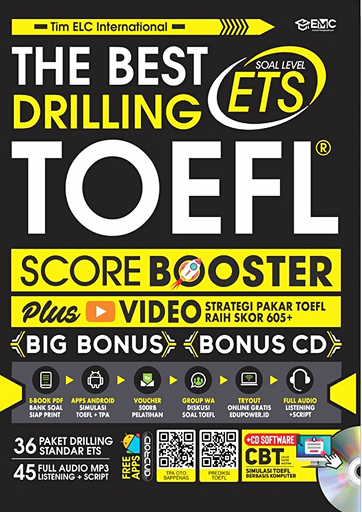 Tim ELC International
EMC
THE BEST
DRILLING
SOAL LEVEL
ETS
TOEFL®
SCORE BOOSTER
Plus VIDEO STRATEGI PAKAR TOEFL
RAIH SKOR 605+
BIG BONUS BONUS CD
E-BOOK PDF
BANK SOAL
SIAP PRINT
APPS ANDROID
SIMULASI
TOEFL + TPA
VOUCHER
500RB
PELATIHAN
GROUP WA
DISKUSI
SOAL TOEFL
TRYOUT
ONLINE GRATIS
EDUPOWER.ID
FULL AUDIO
LISTENING
+SCRIPT
36 PAKET DRILLING
STANDAR ETS
45 FULL AUDIO MP3
LISTENING + SCRIPT
FREE
APPS
ANDROID
TPA OTO
BAPPENAS
PREDIKSI
TOEFL
+CD SOFTWARE
CBT
SIMULASI TOEFL
BERBASIS KOMPUTER